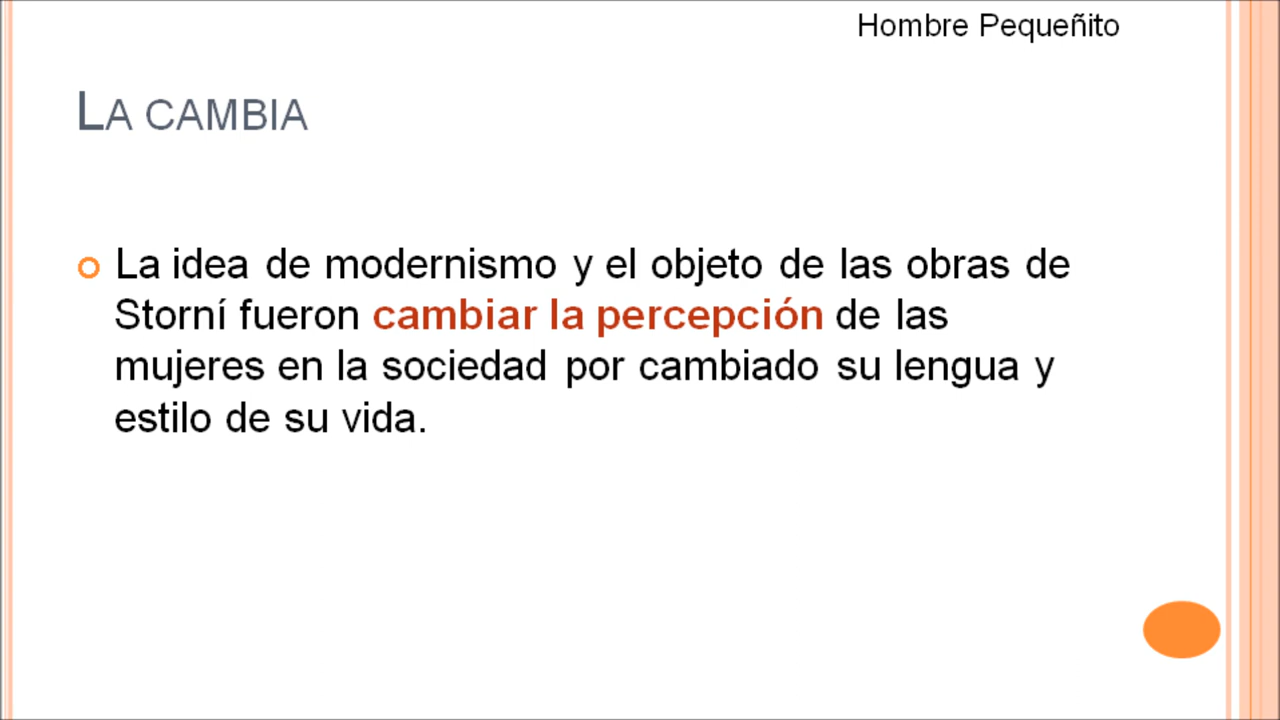 Hombre Pequeñito
LA CAMBIA
La idea de modernismo y el objeto de las obras de
Storní fueron cambiar la percepción de las
mujeres en la sociedad por cambiado su lengua y
estilo de su vida.